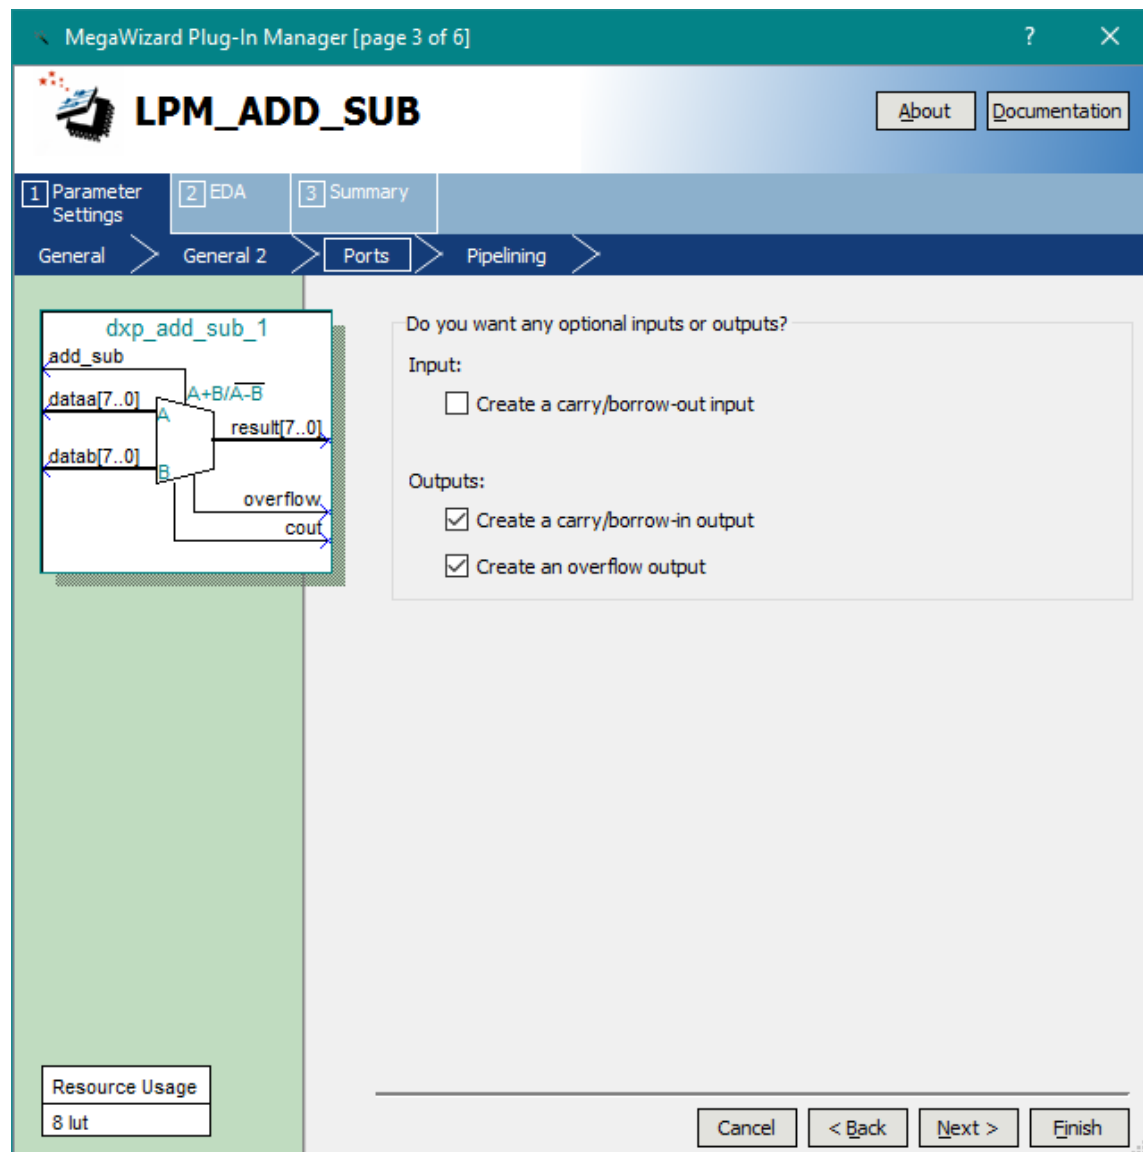 MegaWizard Plug-In Manager [page 3 of 6]
? ×
LPM_ADD_SUB
About
Documentation
1 Parameter Settings
2 EDA
3 Summary
General
General 2
Ports
Pipelining
dxp_add_sub_1
add_sub
dataa[7..0]
A+B/A-B
A
result[7..0]
datab[7..0]
B
overflow
cout
Do you want any optional inputs or outputs?
Input:
Create a carry/borrow-out input
Outputs:
Create a carry/borrow-in output
Create an overflow output
Resource Usage
8 lut
Cancel
< Back
Next >
Finish